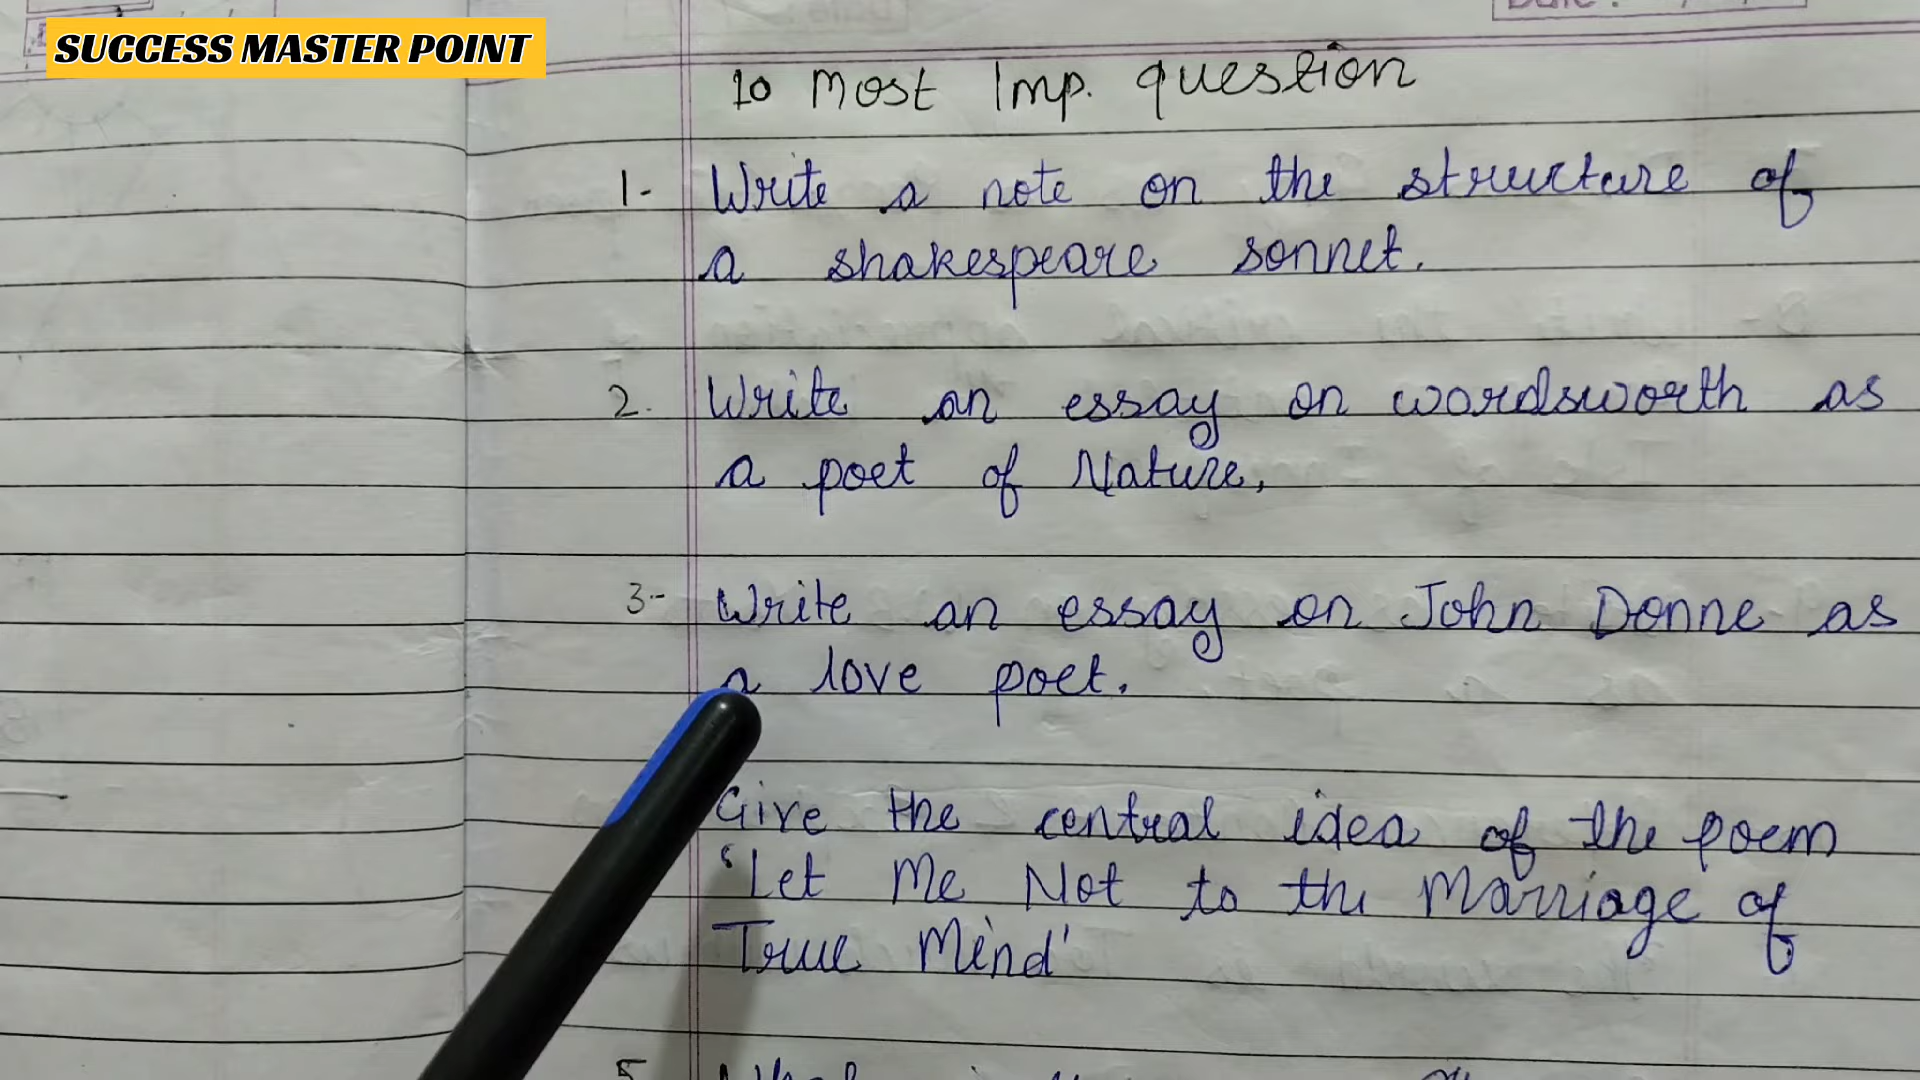 SUCCESS MASTER POINT
10 Most Imp. question
1- Write a note on the structure of
a shakespeare sonnet.
2. Write an essay on wordsworth as
a poet of Nature,
3- Write an essay on John Donne as
a love poet.
Give the central idea of the poem
'Let Me Not to the Marriage of
True Mind'
5